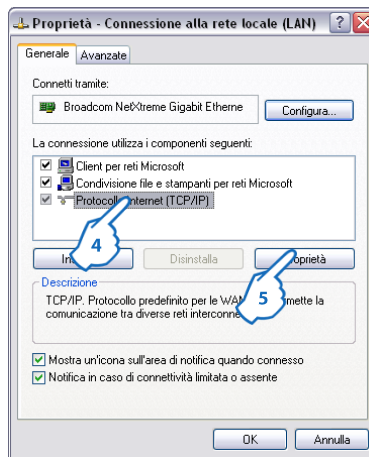 Proprietà - Connessione alla rete locale (LAN)
Generale Avanzate
Connetti tramite:
Broadcom NetXtreme Gigabit Etherne Configura...
La connessione utilizza i componenti seguenti:
Client per reti Microsoft
Condivisione file e stampanti per reti Microsoft
Protocollo Internet (TCP/IP)
4
Disinstalla
5
Descrizione
TCP/IP. Protocollo predefinito per le la
comunicazione tra diverse reti
Mostra un'icona sull'area di notifica quando connesso
Notifica in caso di connettività limitata o assente
OK Annulla